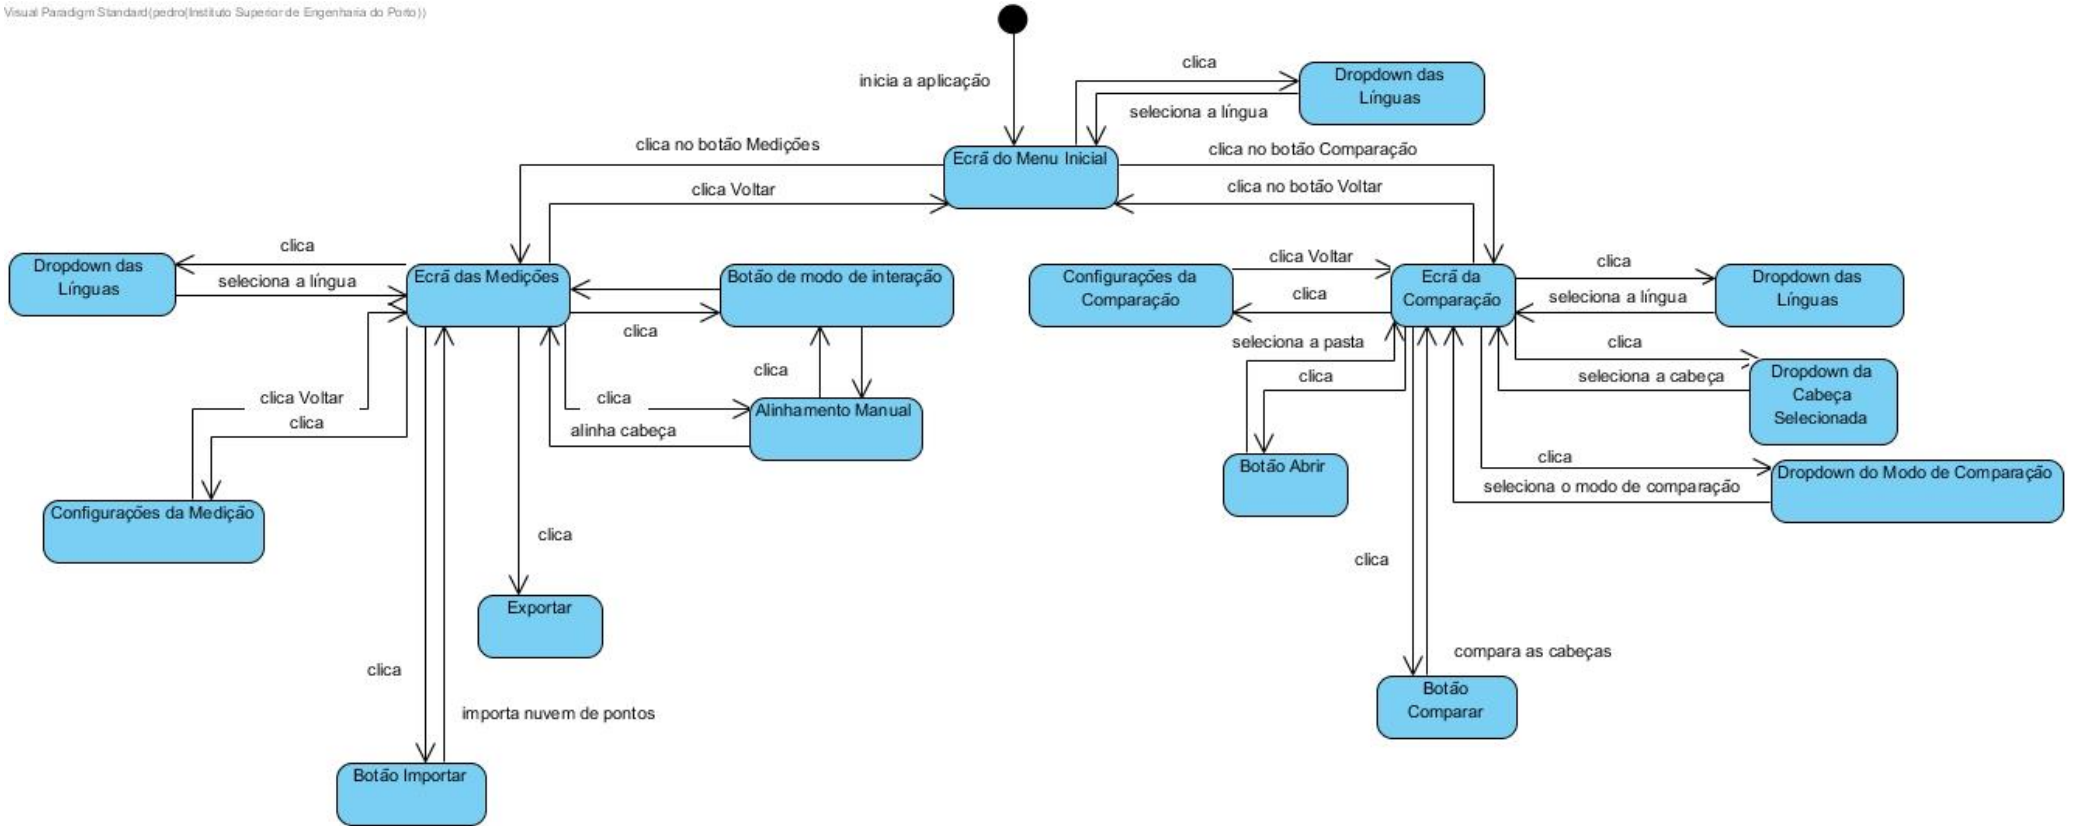 Visual Paradigm Standard(pedro(Instituto Superior de Engenharia do Porto))
inicia a aplicação
clica
Dropdown das
Línguas
seleciona a língua
clica no botão Medições
Ecrã do Menu Inicial
clica no botão Comparação
clica Voltar
clica no botão Voltar
clica
Dropdown das
Línguas
seleciona a língua
Ecrã das Medições
Botão de modo de interação
clica
Configurações da
Comparação
clica Voltar
clica
Ecrã da
Comparação
clica
seleciona a língua
Dropdown das
Línguas
seleciona a pasta
clica
clica
seleciona a cabeça
Dropdown da
Cabeça
Selecionada
clica Voltar
clica
clica
clica
alinha cabeça
Alinhamento Manual
Botão Abrir
clica
seleciona o modo de comparação
Dropdown do Modo de Comparação
Configurações da Medição
clica
clica
Exportar
compara as cabeças
clica
importa nuvem de pontos
Botão
Comparar
Botão Importar